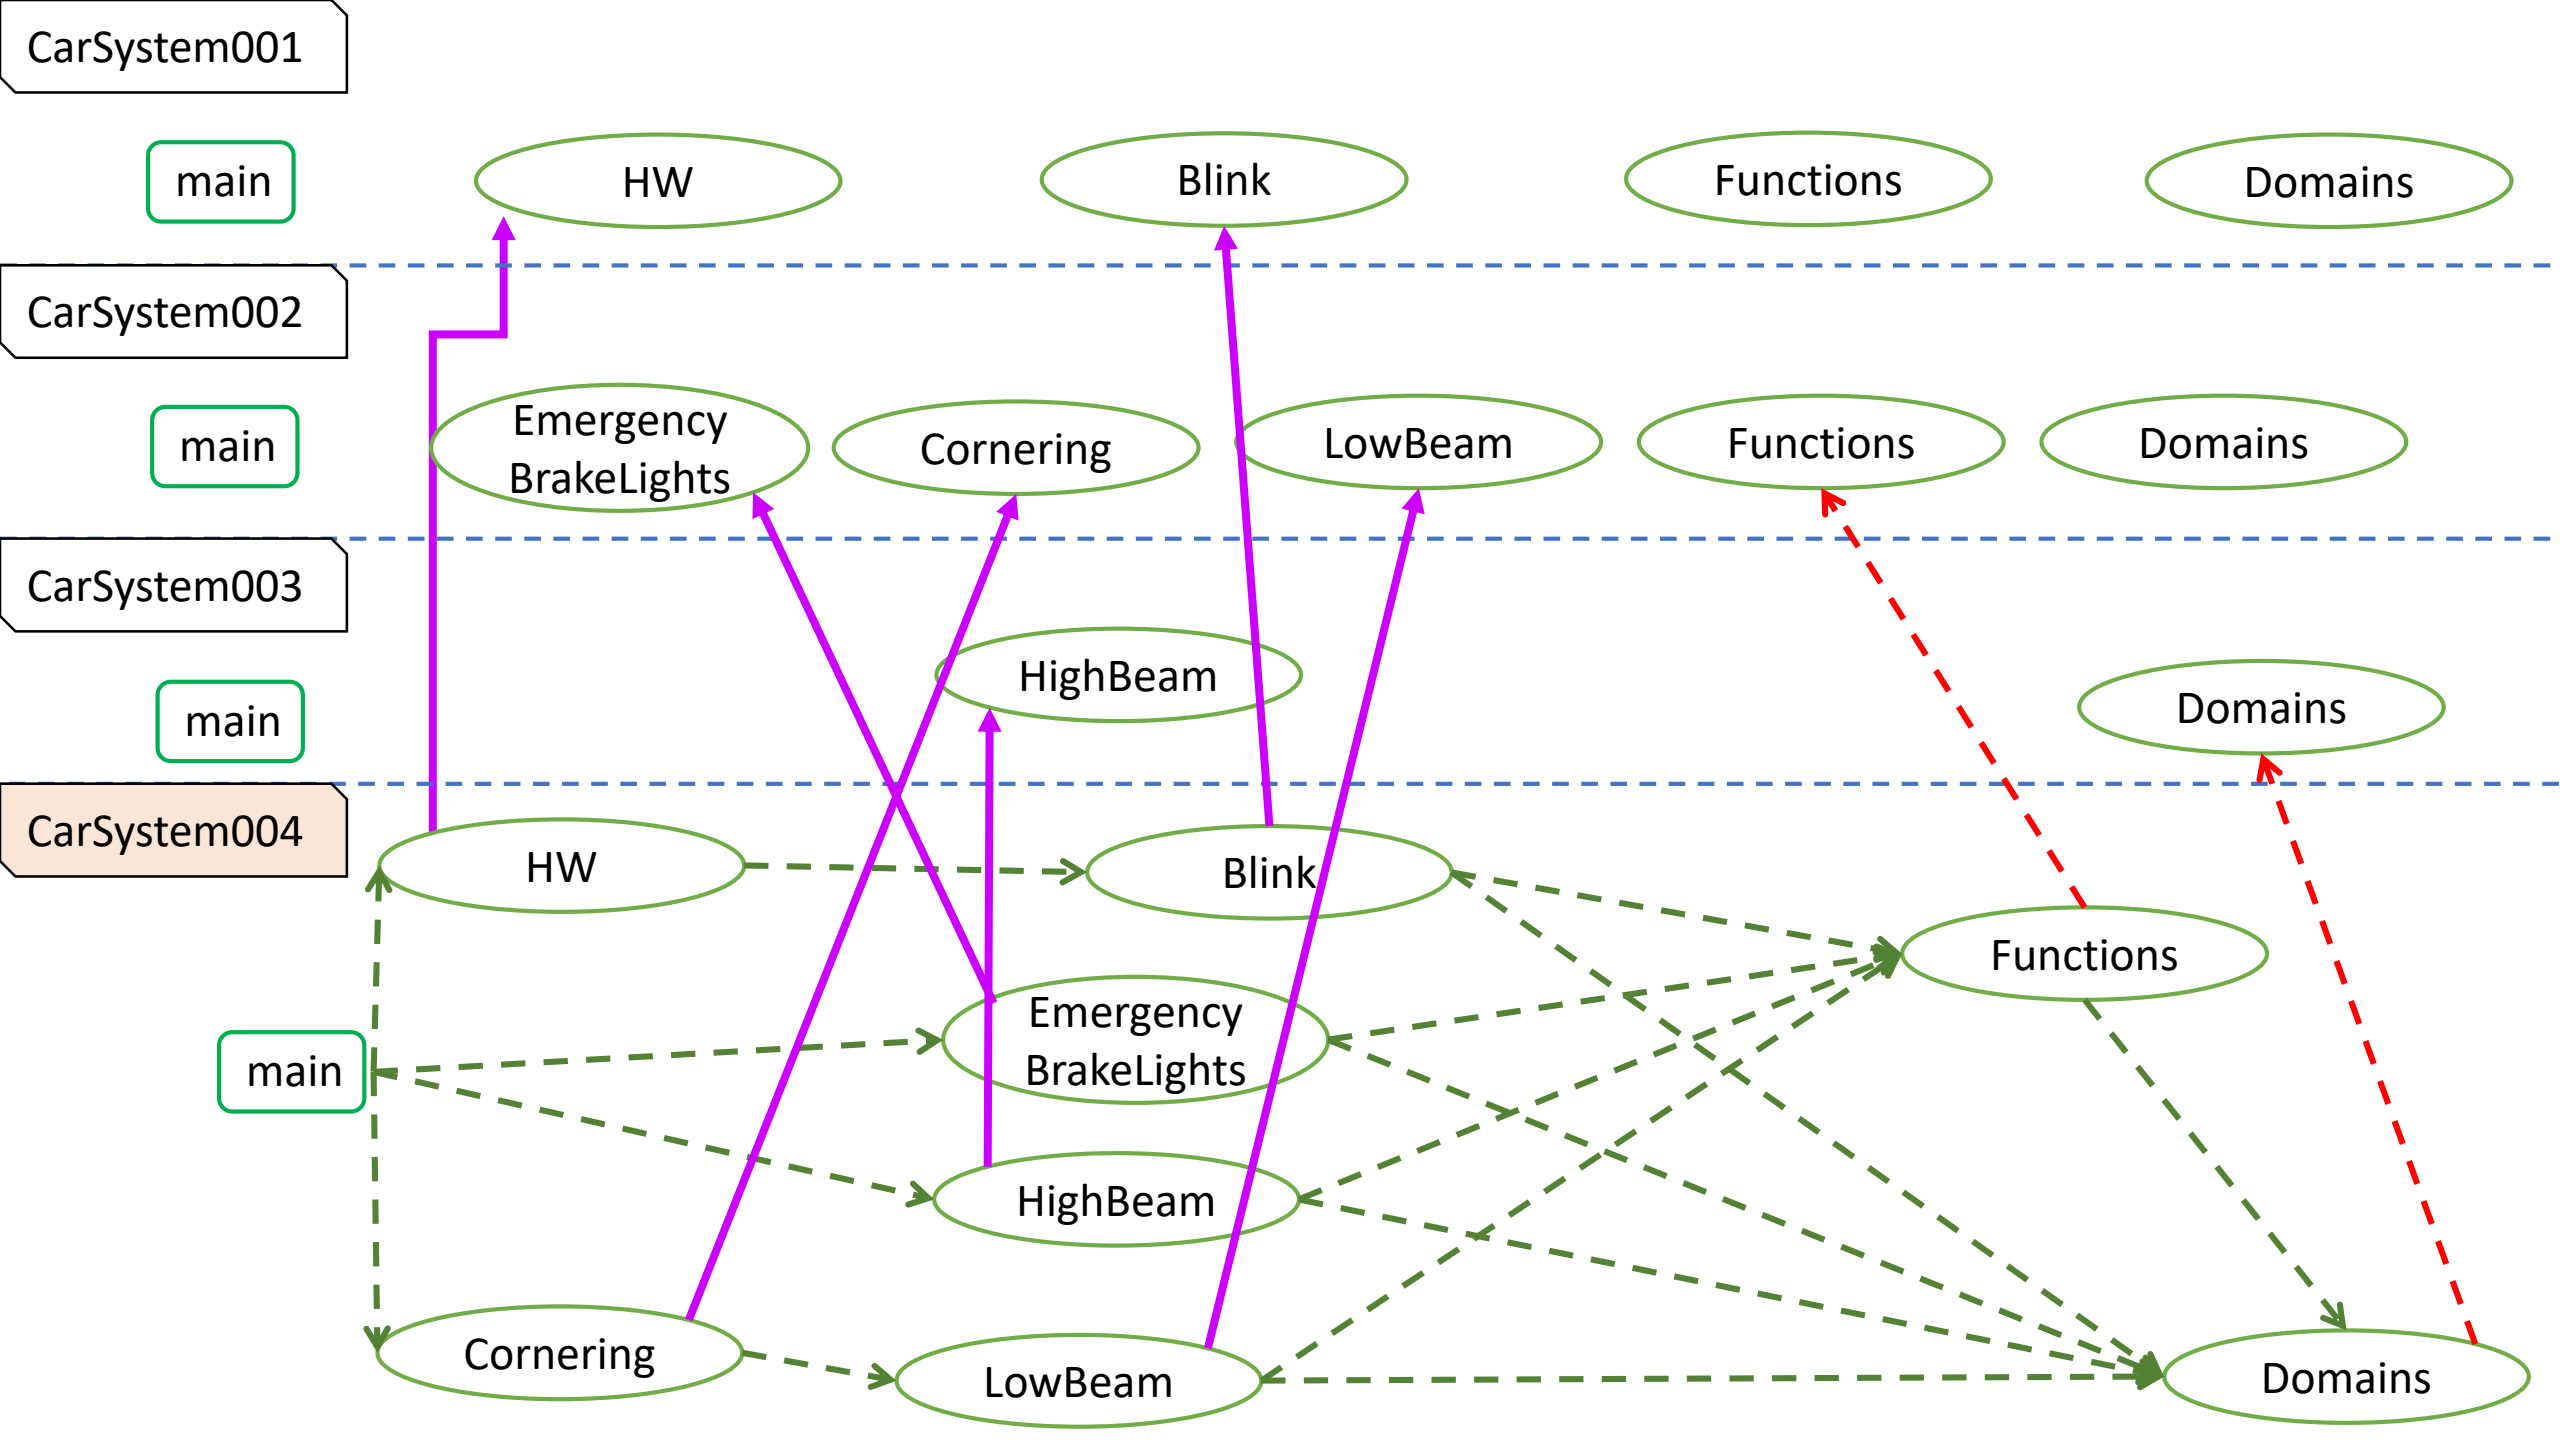 CarSystem001
main
HW
Blink
Functions
Domains
CarSystem002
main
Emergency
BrakeLights
Cornering
LowBeam
Functions
Domains
CarSystem003
main
HighBeam
Domains
CarSystem004
HW
Blink
Functions
main
Emergency
BrakeLights
HighBeam
Cornering
LowBeam
Domains